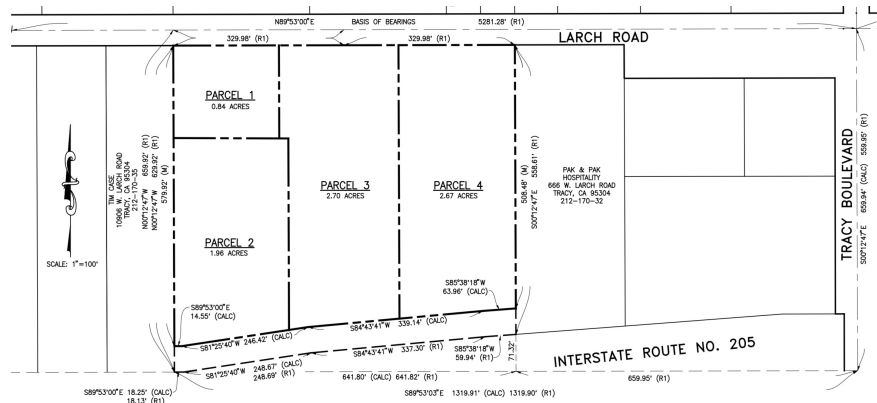 N89°53'00"E BASIS OF BEARINGS 5281.28' (R1)
LARCH ROAD
329.98' (R1)
329.98' (R1)
PARCEL 1
0.84 ACRES
TIM CASE
10906 W. LARCH ROAD
TRACY, CA 95304
212-170-35
N00°12'47"W 659.92' (R1)
N00°12'47"W 629.92' (R1)
579.92' (M)
PARCEL 3
2.70 ACRES
PARCEL 4
2.67 ACRES
508.48' (M)
S00°12'47"E 558.61' (R1)
PAK & PAK
HOSPITALITY
666 W. LARCH ROAD
TRACY, CA 95304
212-170-32
TRACY BOULEVARD
S00°12'47"E 659.94' (CALC) 559.95' (R1)
PARCEL 2
1.96 ACRES
SCALE: 1"=100'
S85°38'18"W
63.96' (CALC)
S89°53'00"E
14.55' (CALC)
S81°25'40"W 246.42' (CALC)
S84°43'41"W 339.14' (CALC)
S84°43'41"W 337.30' (R1)
S85°38'18"W
59.94' (R1)
71.32'
INTERSTATE ROUTE NO. 205
S81°25'40"W 248.67' (CALC)
248.69' (R1)
641.80' (CALC) 641.82' (R1)
659.95' (R1)
S89°53'00"E 18.25' (CALC)
18.13' (R1)
S89°53'03"E 1319.91' (CALC) 1319.90' (R1)